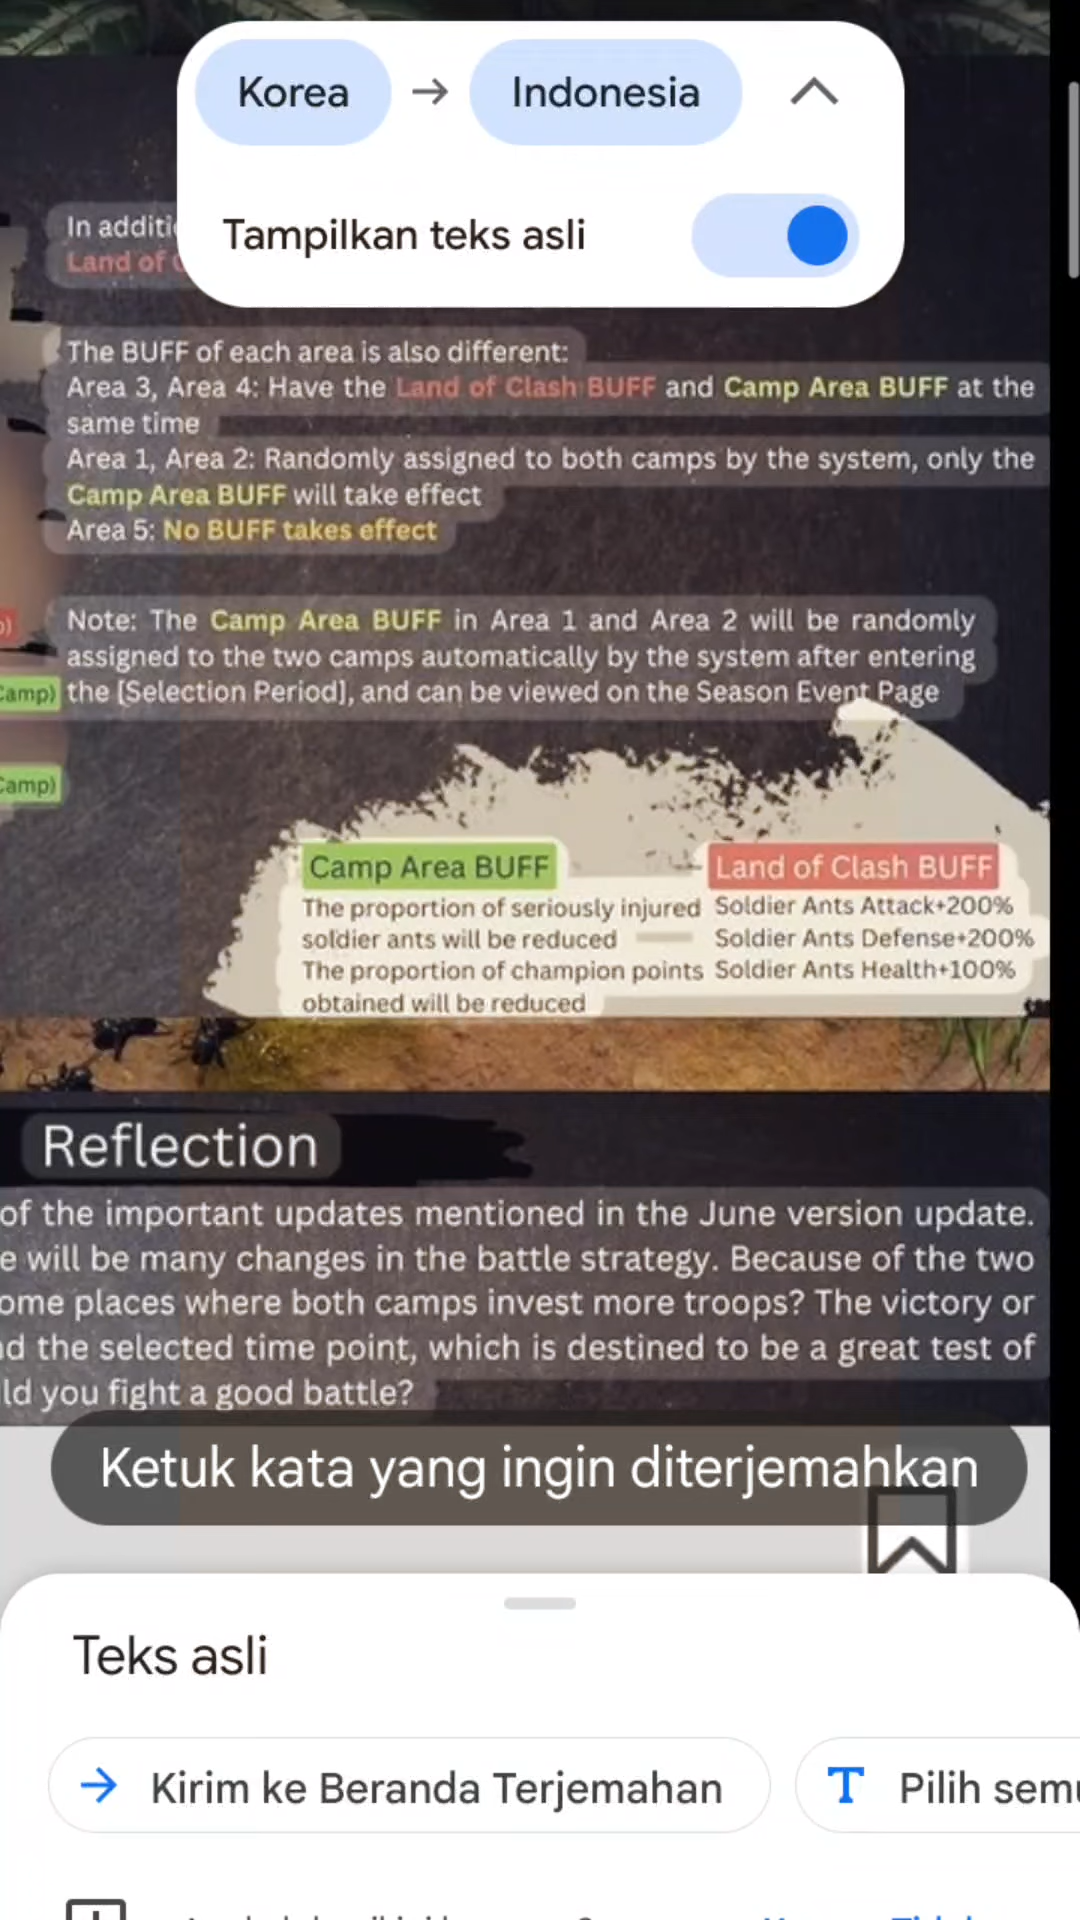 Korea → Indonesia
Tampilkan teks asli
In additi
Land of
The BUFF of each area is also different:
Area 3, Area 4: Have the Land of Clash BUFF and Camp Area BUFF at the
same time
Area 1, Area 2: Randomly assigned to both camps by the system, only the
Camp Area BUFF will take effect
Area 5: No BUFF takes effect
Note: The Camp Area BUFF in Area 1 and Area 2 will be randomly
assigned to the two camps automatically by the system after entering
Camp) the [Selection Period], and can be viewed on the Season Event Page
Camp)
Camp Area BUFF
The proportion of seriously injured
soldier ants will be reduced
The proportion of champion points
obtained will be reduced
Land of Clash BUFF
Soldier Ants Attack+200%
Soldier Ants Defense+200%
Soldier Ants Health+100%
Reflection
of the important updates mentioned in the June version update.
e will be many changes in the battle strategy. Because of the two
ome places where both camps invest more troops? The victory or
d the selected time point, which is destined to be a great test of
ld you fight a good battle?
Ketuk kata yang ingin diterjemahkan
Teks asli
Kirim ke Beranda Terjemahan
T Pilih semu